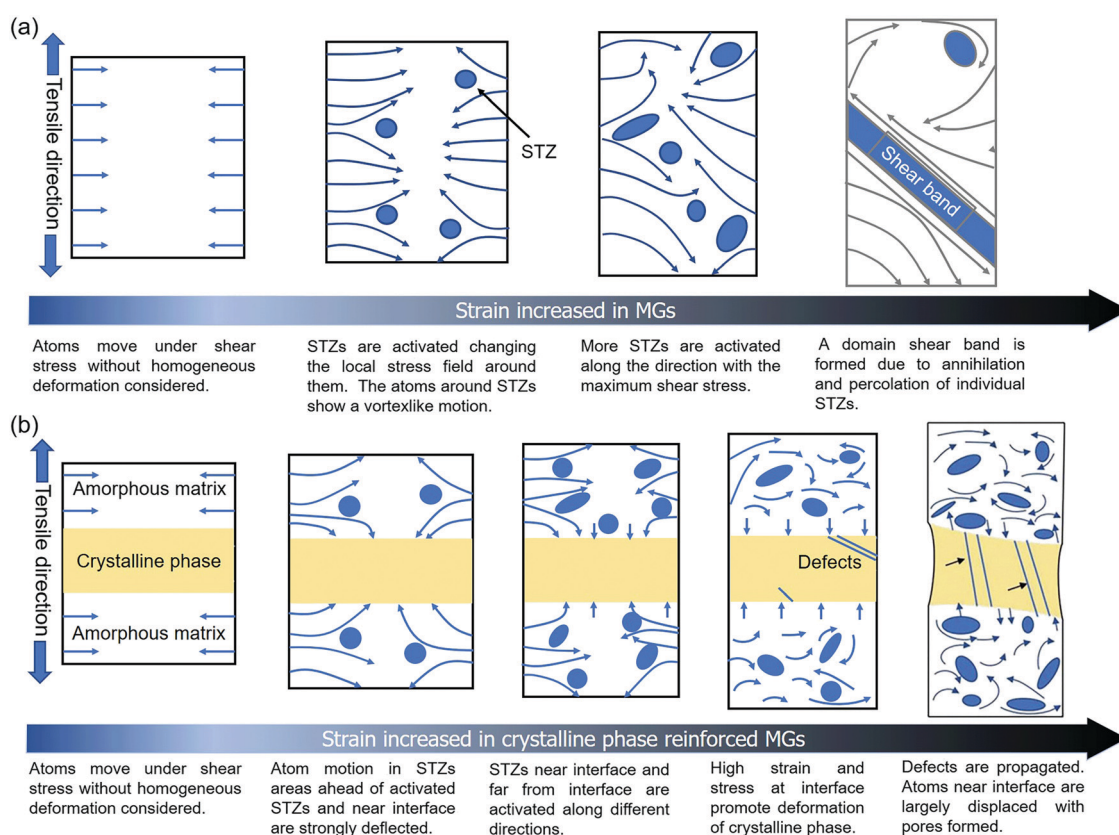 (a)
Tensile direction
STZ
Shear band
Strain increased in MGs
Atoms move under shear
stress without homogeneous
deformation considered.
STZs are activated changing
the local stress field around
them. The atoms around STZs
show a vortexlike motion.
More STZs are activated
along the direction with the
maximum shear stress.
A domain shear band is
formed due to annihilation
and percolation of individual
STZs.
(b)
Tensile direction
Amorphous matrix
Crystalline phase
Amorphous matrix
Defects
Strain increased in crystalline phase reinforced MGs
Atoms move under shear
stress without homogeneous
deformation considered.
Atom motion in STZs
areas ahead of activated
STZs and near interface
are strongly deflected.
STZs near interface and
far from interface are
activated along different
directions.
High strain and
stress at interface
promote deformation
of crystalline phase.
Defects are propagated.
Atoms near interface are
largely displaced with
pores formed.